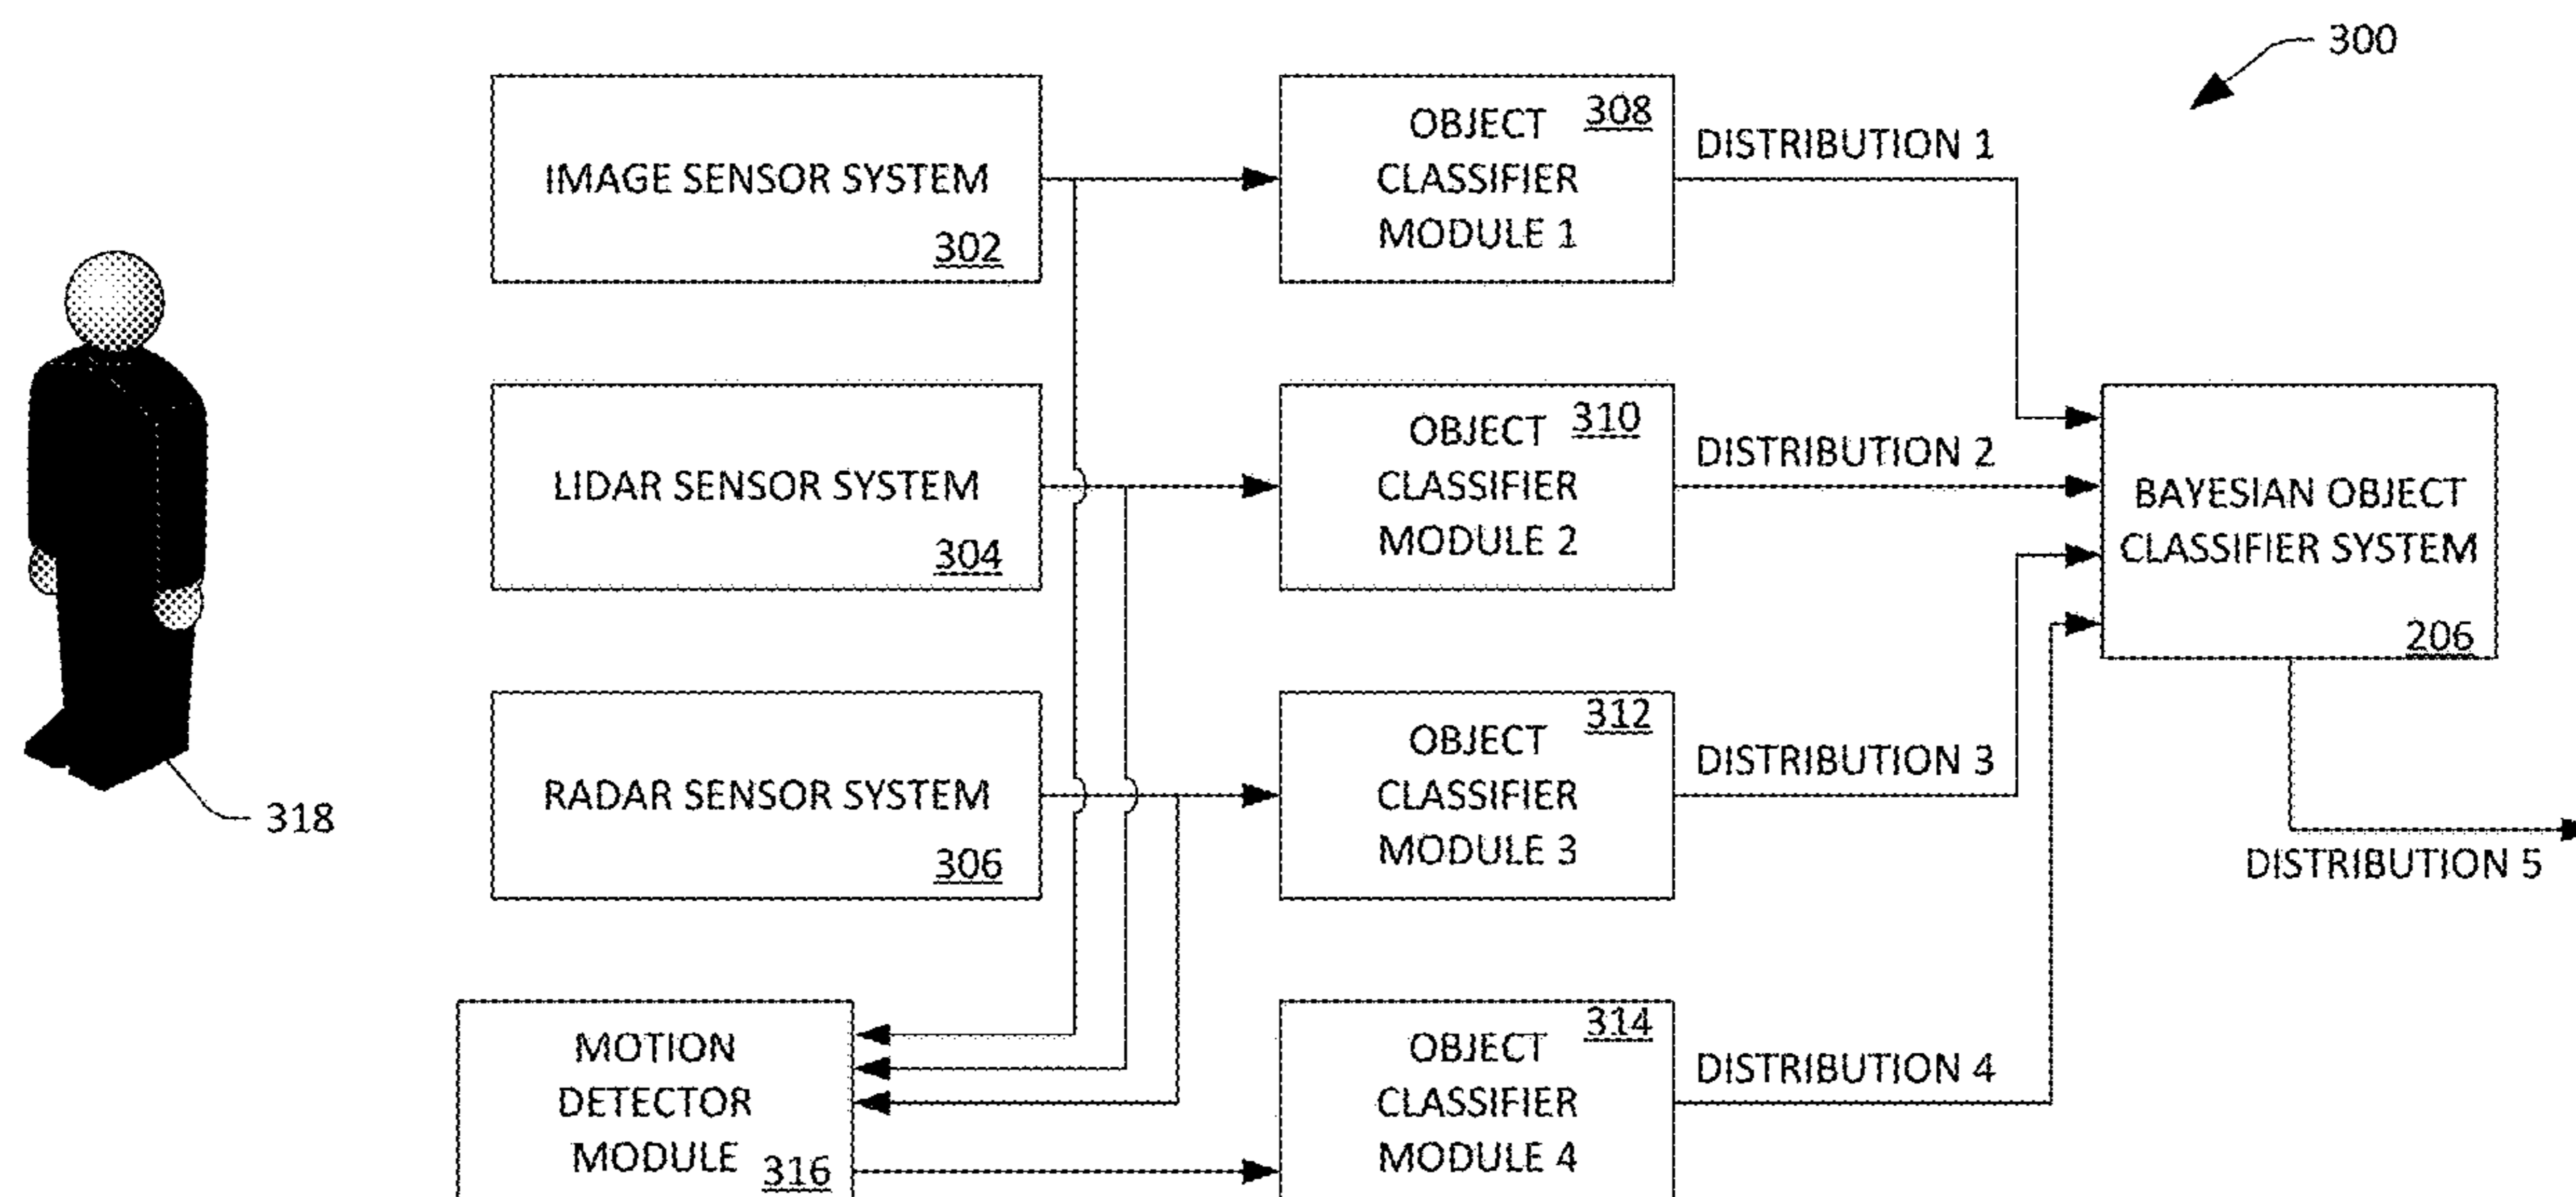 300
IMAGE SENSOR SYSTEM
302
OBJECT 308
CLASSIFIER
MODULE 1
DISTRIBUTION 1
LIDAR SENSOR SYSTEM
304
OBJECT 310
CLASSIFIER
MODULE 2
DISTRIBUTION 2
BAYESIAN OBJECT
CLASSIFIER SYSTEM
206
RADAR SENSOR SYSTEM
306
OBJECT 312
CLASSIFIER
MODULE 3
DISTRIBUTION 3
318
DISTRIBUTION 5
MOTION
DETECTOR
MODULE 316
OBJECT 314
CLASSIFIER
MODULE 4
DISTRIBUTION 4